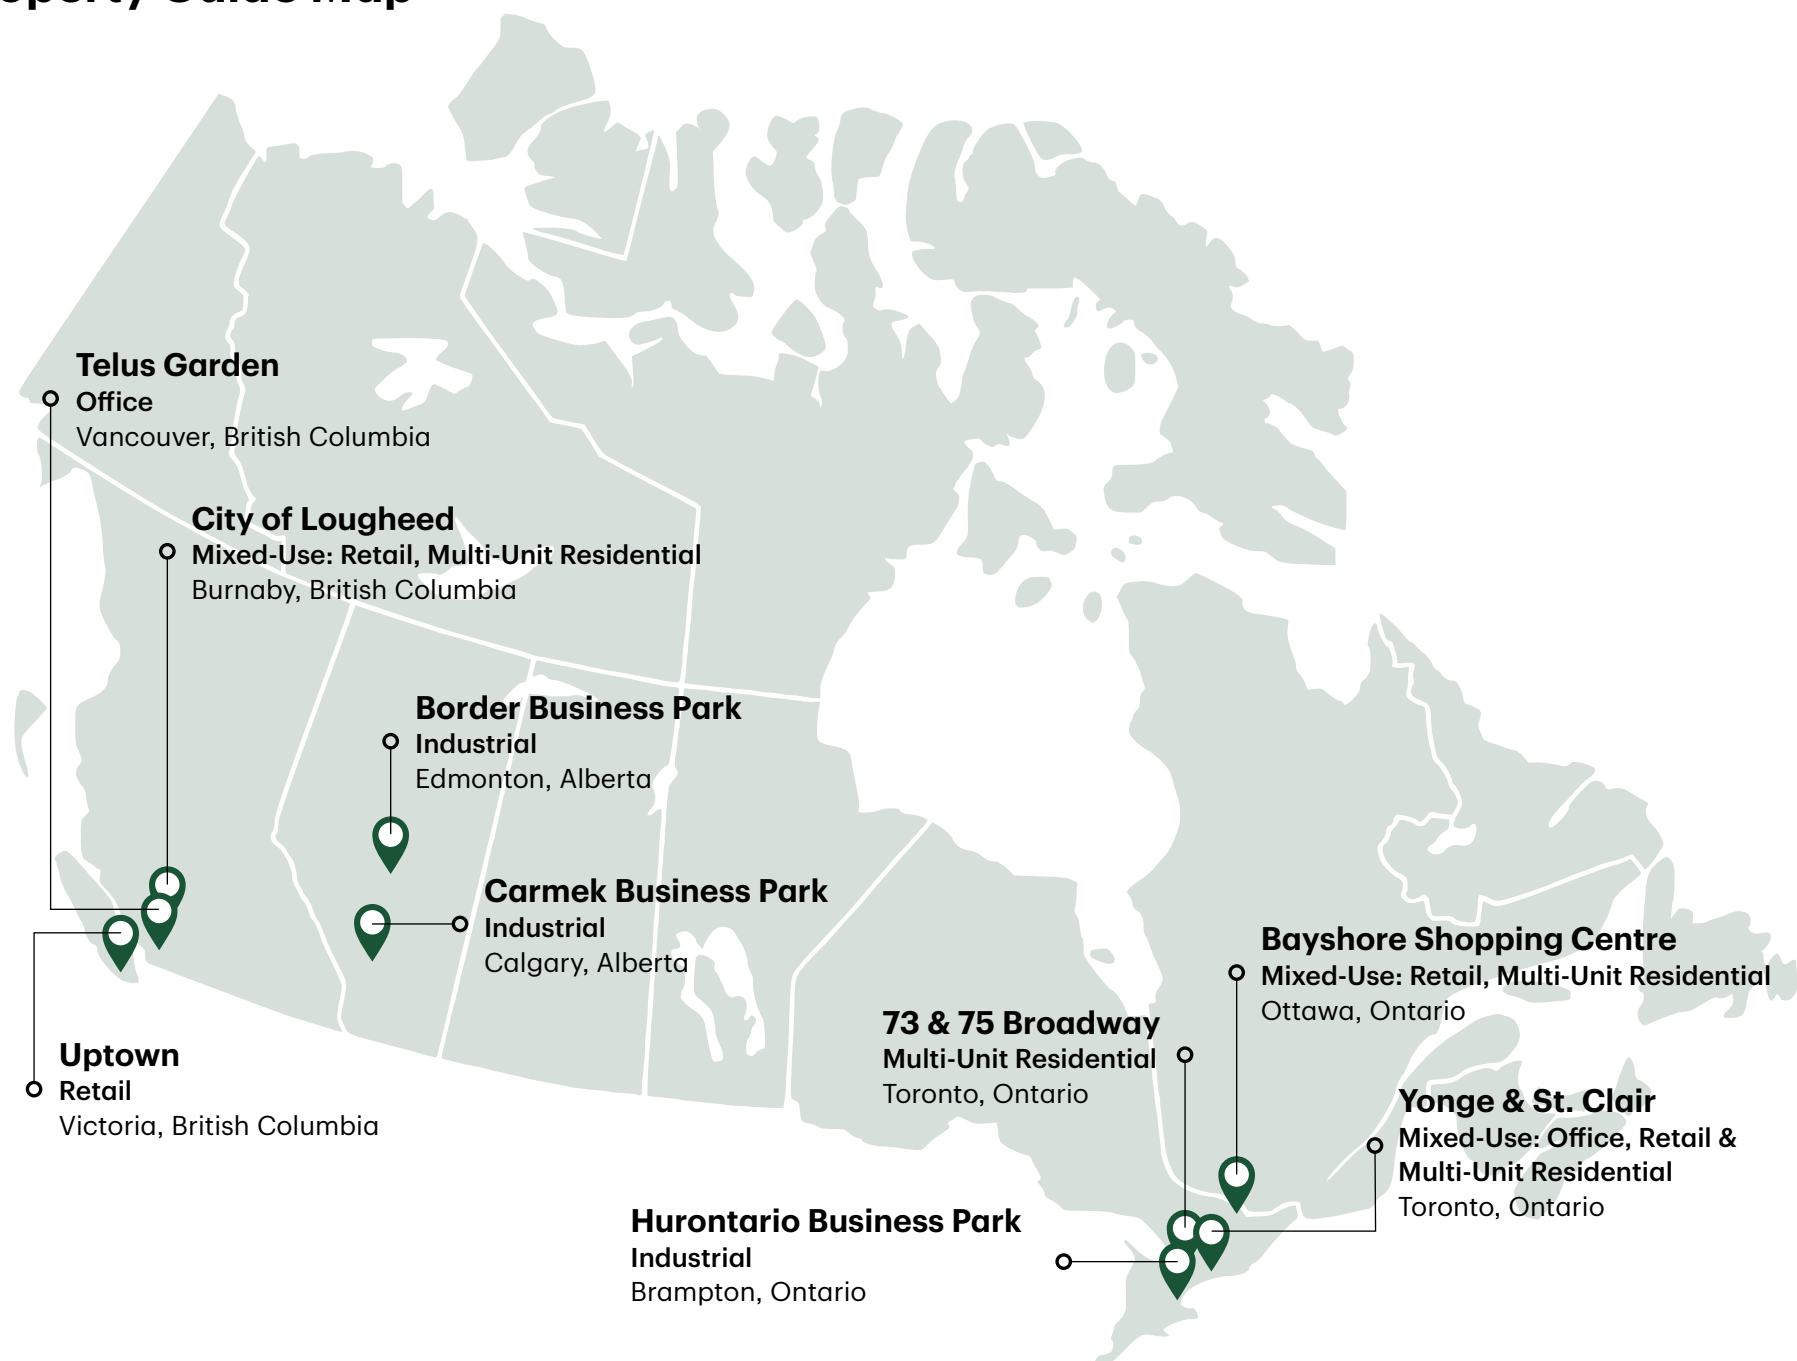 Guide Map
Telus Garden
Office
Vancouver, British Columbia
City of Lougheed
Mixed-Use: Retail, Multi-Unit Residential
Burnaby, British Columbia
Border Business Park
Industrial
Edmonton, Alberta
Carmek Business Park
Industrial
Calgary, Alberta
Uptown
Retail
Victoria, British Columbia
Bayshore Shopping Centre
Mixed-Use: Retail, Multi-Unit Residential
Ottawa, Ontario
73 & 75 Broadway
Multi-Unit Residential
Toronto, Ontario
Yonge & St. Clair
Mixed-Use: Office, Retail &
Multi-Unit Residential
Toronto, Ontario
Hurontario Business Park
Industrial
Brampton, Ontario